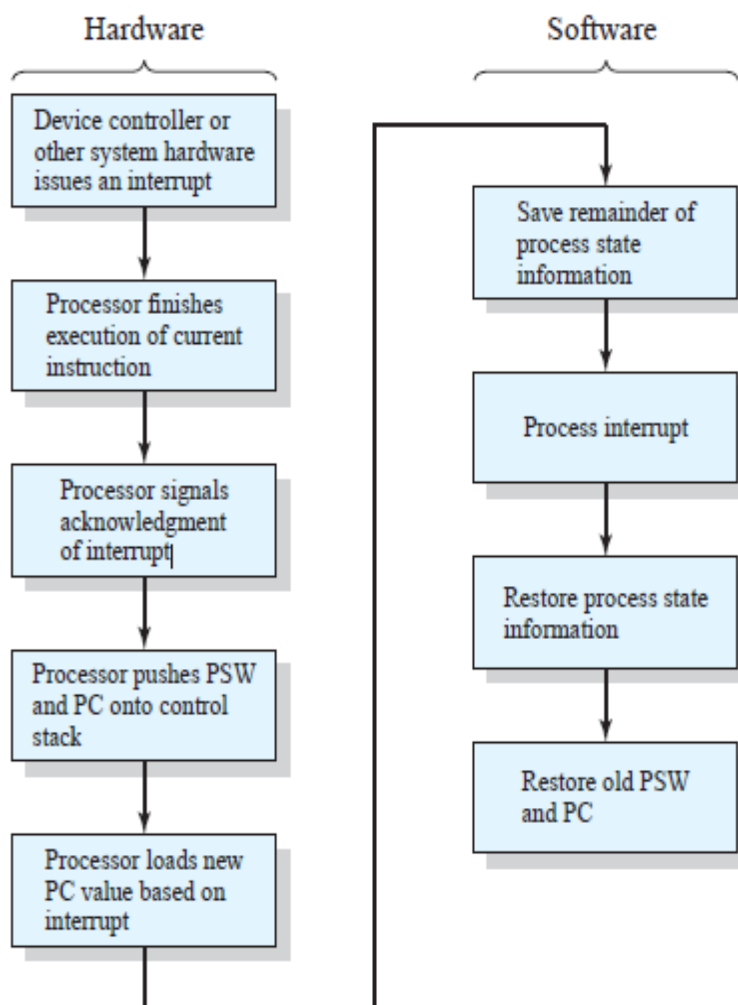 Hardware
Device controller or
other system hardware
issues an interrupt
Processor finishes
execution of current
instruction
Processor signals
acknowledgment
of interrupt
Processor pushes PSW
and PC onto control
stack
Processor loads new
PC value based on
interrupt
Software
Save remainder of
process state
information
Process interrupt
Restore process state
information
Restore old PSW
and PC